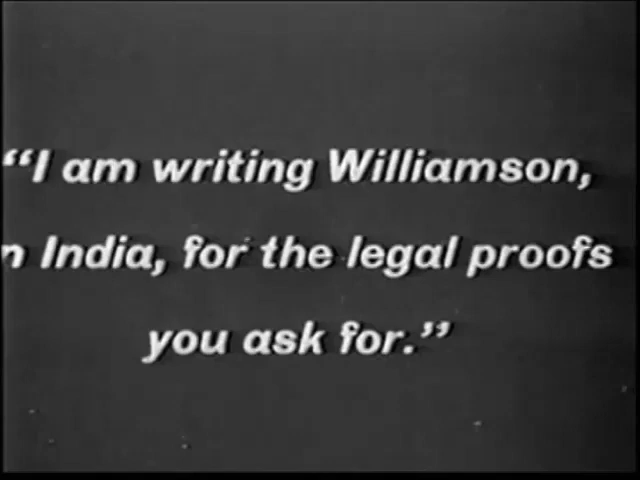 “I am writing Williamson,
n India, for the legal proofs
you ask for.”